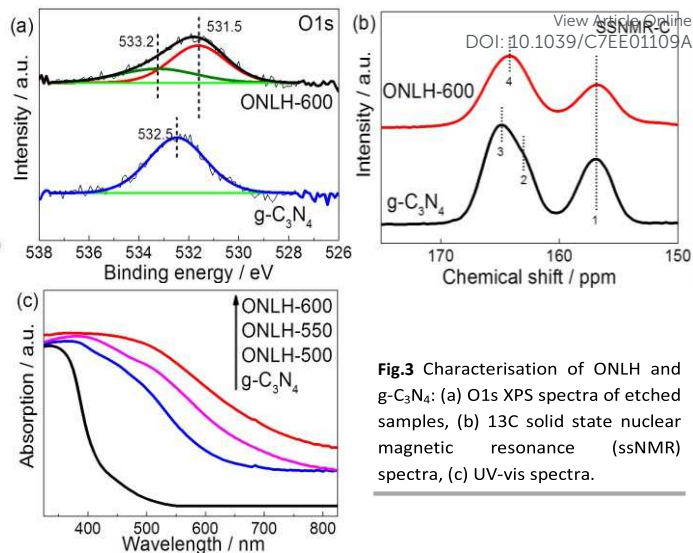 (a)
O1s
533.2
531.5
ONLH-600
532.5
g-C₃N₄
Intensity / a.u.
538 536 534 532 530 528 526
Binding energy / eV
(b)
View Article Online
SSNMR-C
DOI: 10.1039/C7EE01109A
ONLH-600
4
3
2
g-C₃N₄
1
Intensity / a.u.
170 160 150
Chemical shift / ppm
(c)
ONLH-600
ONLH-550
ONLH-500
g-C₃N₄
Absorption / a.u.
400 500 600 700 800
Wavelength / nm
Fig.3 Characterisation of ONLH and
g-C₃N₄: (a) O1s XPS spectra of etched
samples, (b) 13C solid state nuclear
magnetic resonance (ssNMR)
spectra, (c) UV-vis spectra.